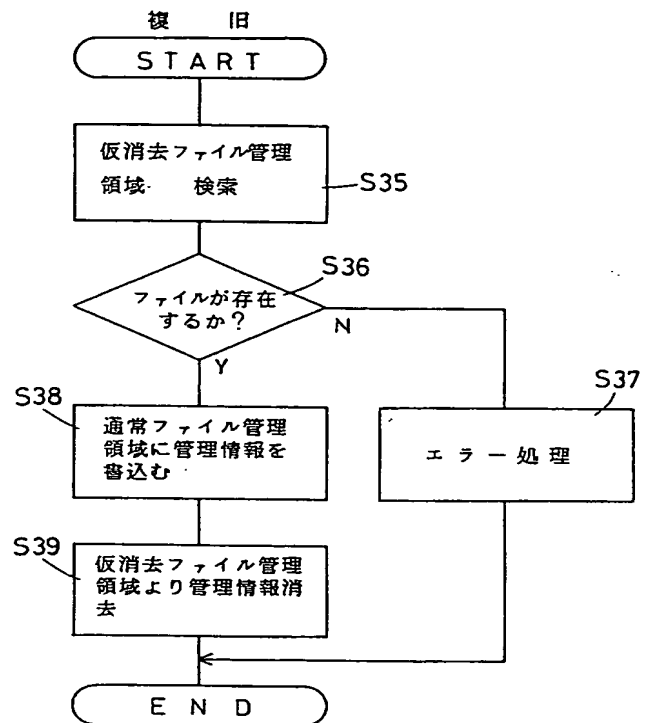 復 旧
START
仮消去ファイル管理
領域 検索
S35
S36
ファイルが存在
するか?
N
Y
S38
通常ファイル管理
領域に管理情報を
書込む
S37
エラー処理
S39
仮消去ファイル管理
領域より管理情報消
去
END